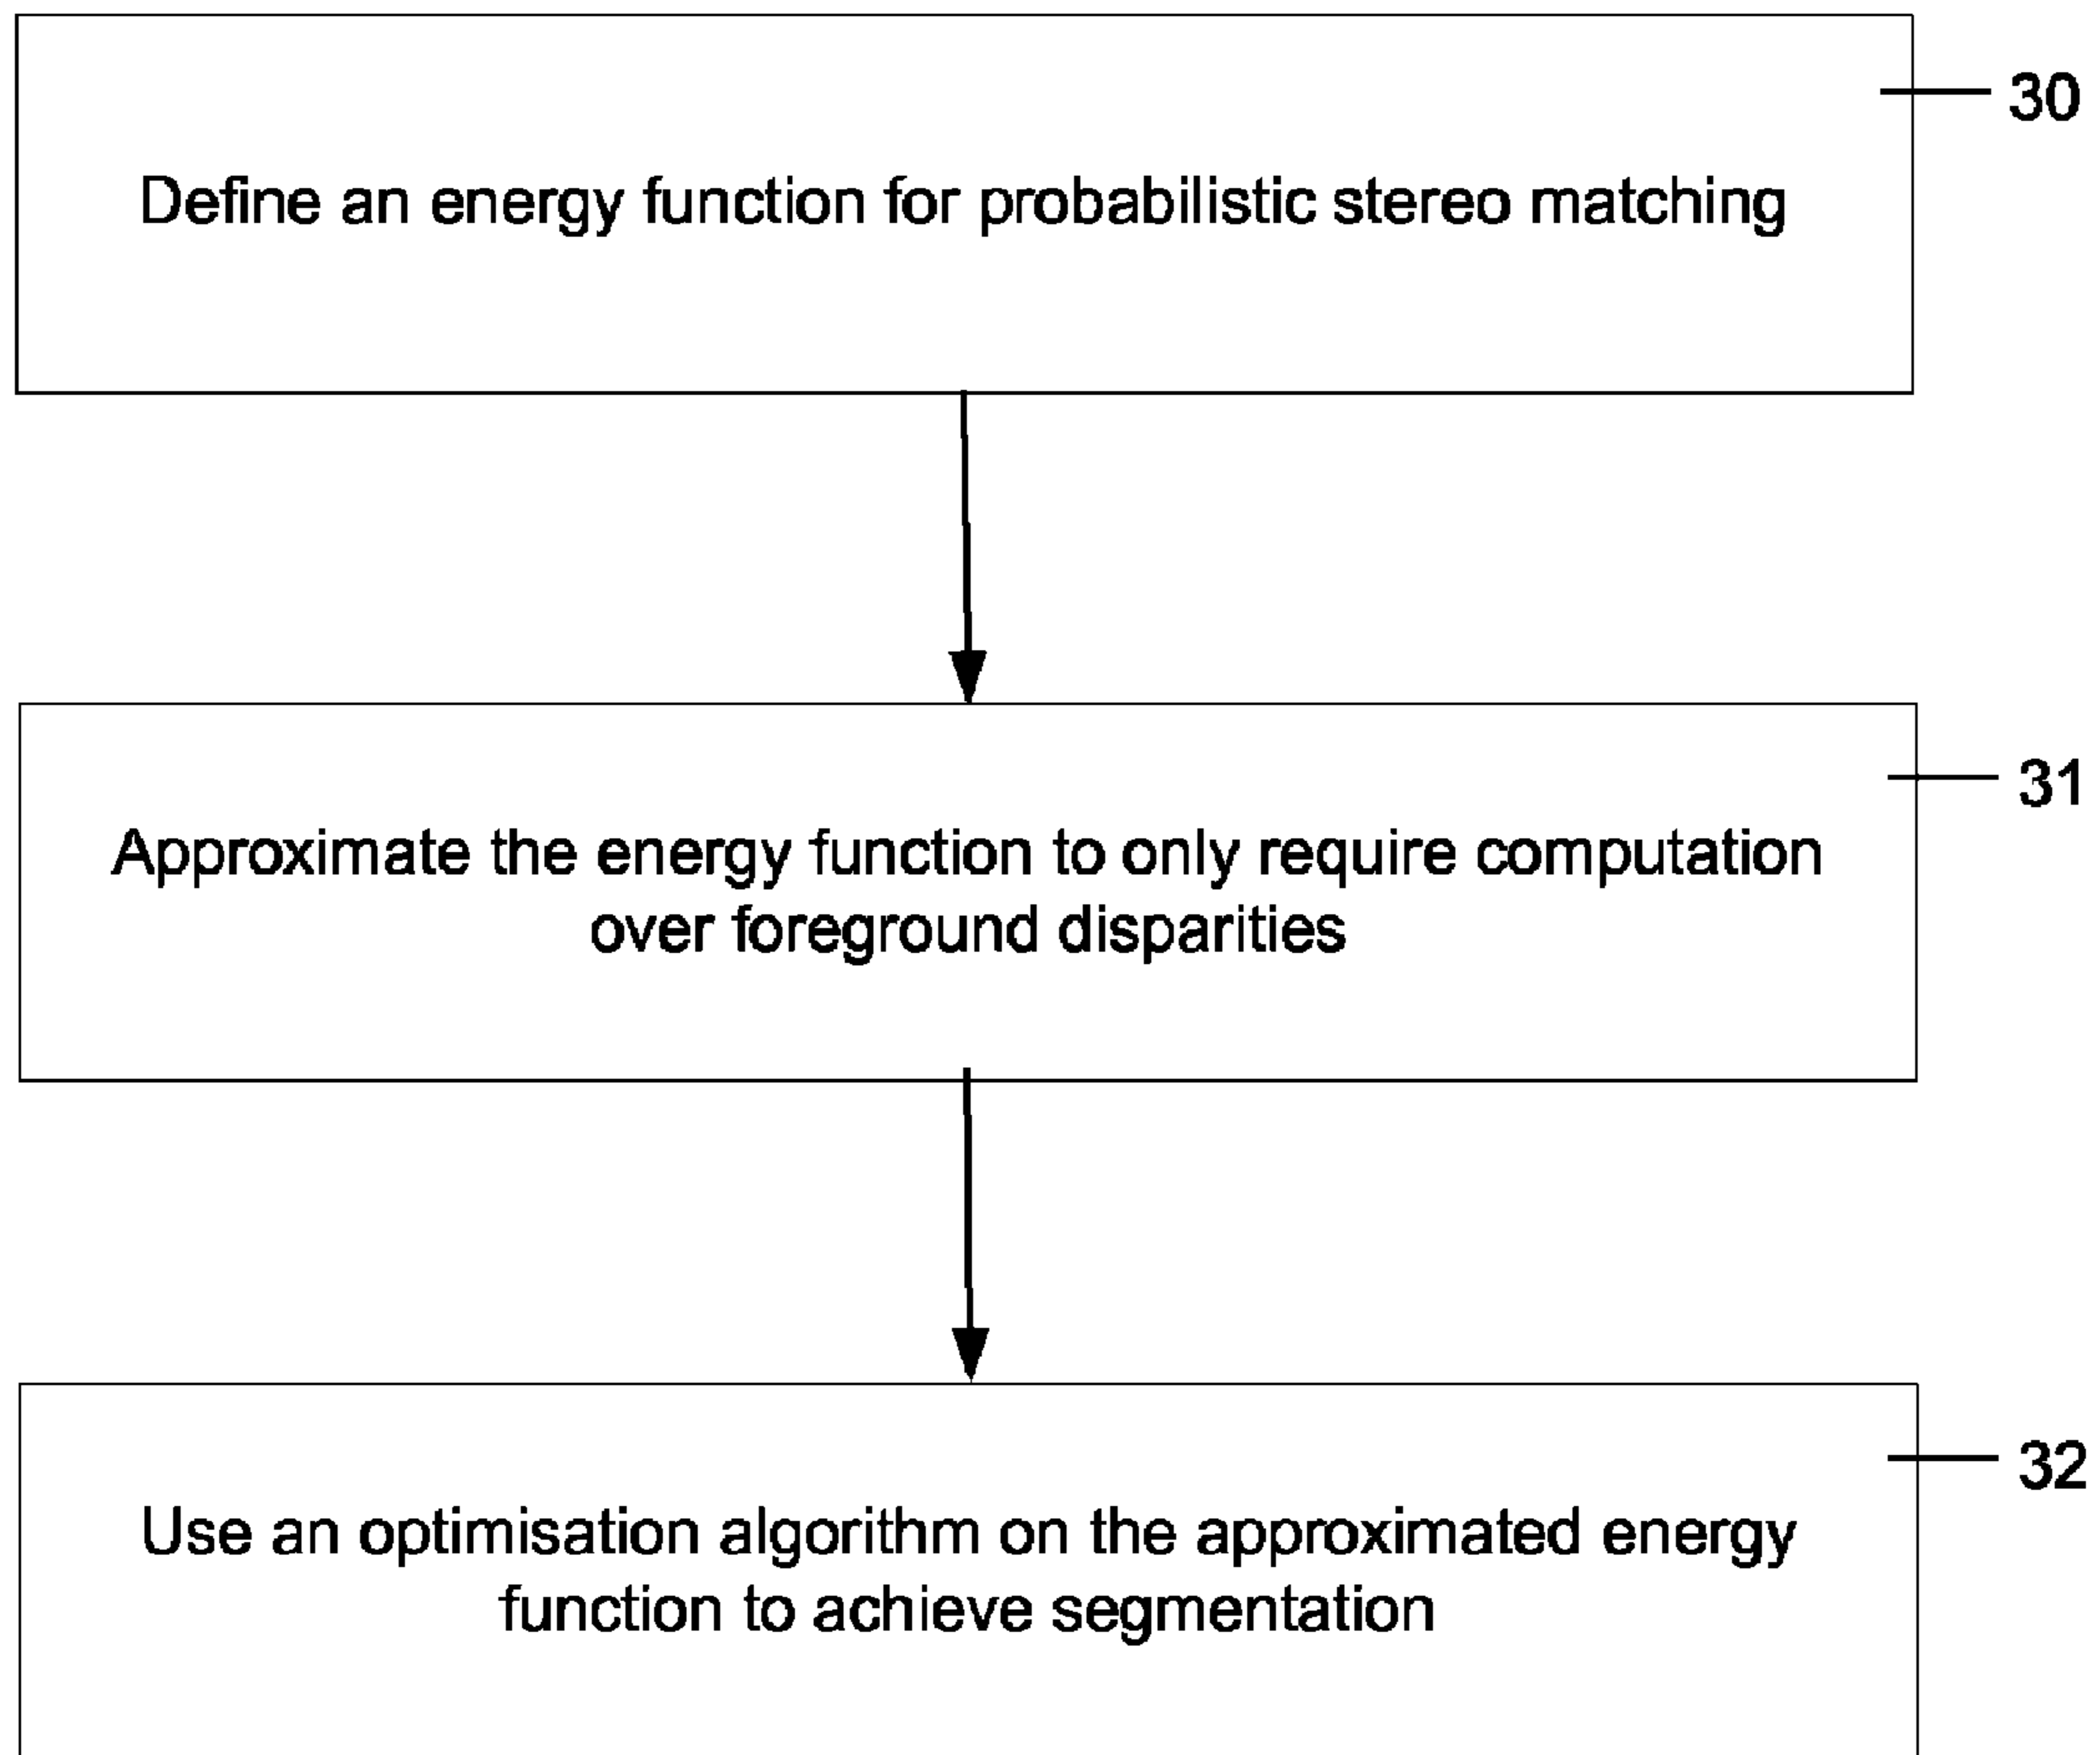 30
Define an energy function for probabilistic stereo matching
31
Approximate the energy function to only require computation
over foreground disparities
32
Use an optimisation algorithm on the approximated energy
function to achieve segmentation